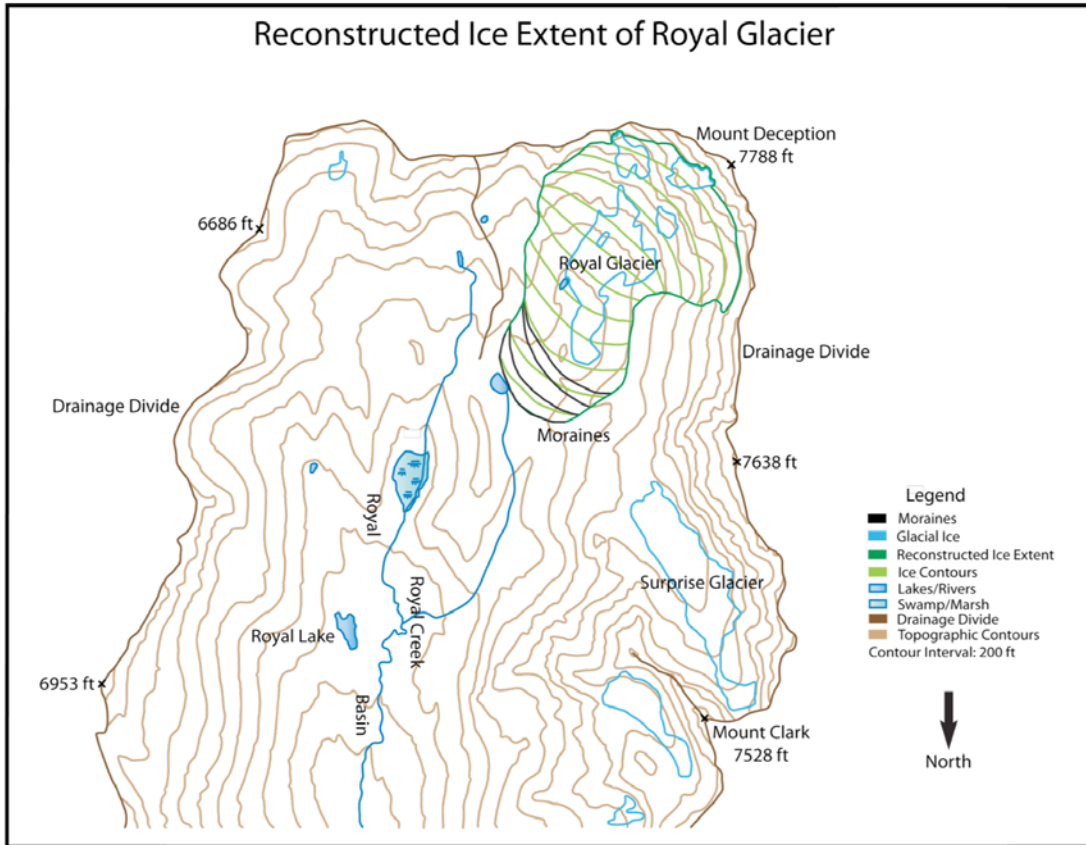 Reconstructed Ice Extent of Royal Glacier
Mount Deception
7788 ft
6686 ft
Royal Glacier
Drainage Divide
Drainage Divide
Moraines
7638 ft
Royal
Surprise Glacier
Royal Creek
Royal Lake
6953 ft
Basin
Mount Clark
7528 ft
Legend
Moraines
Glacial Ice
Reconstructed Ice Extent
Ice Contours
Lakes/Rivers
Swamp/Marsh
Drainage Divide
Topographic Contours
Contour Interval: 200 ft
North